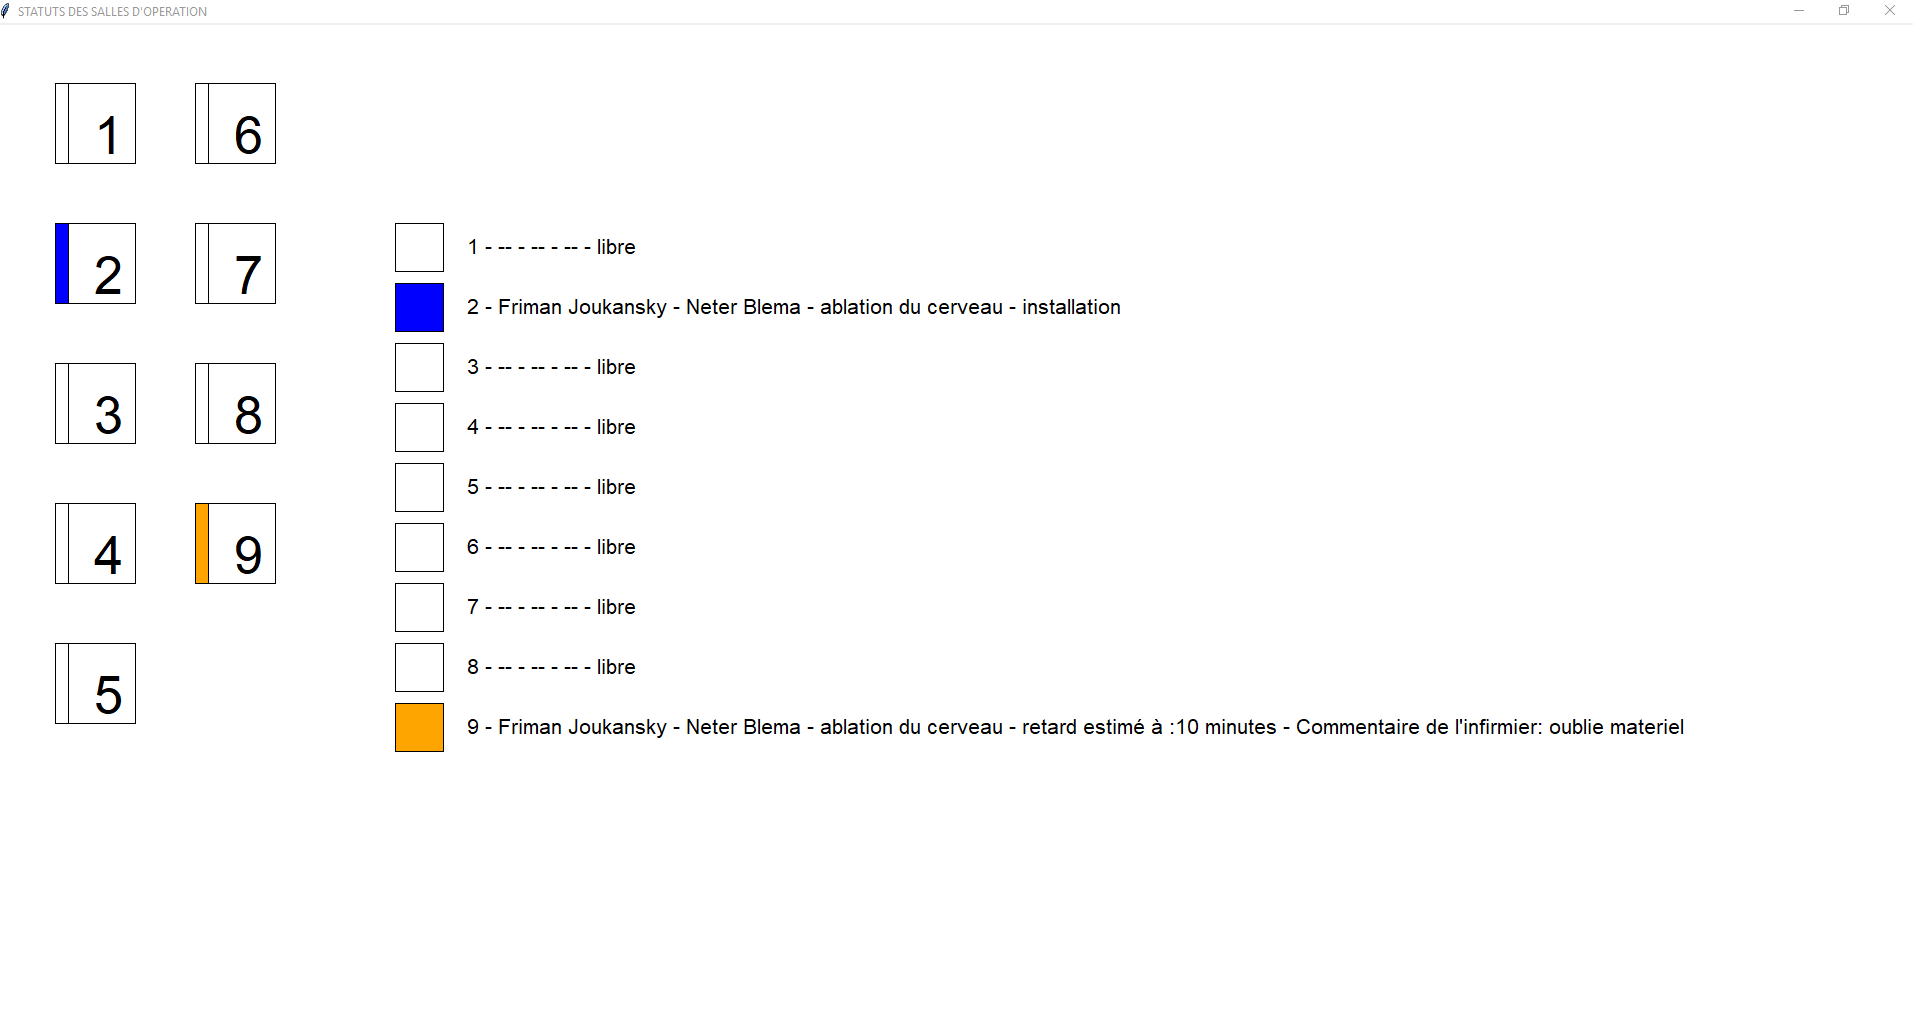 STATUTS DES SALLES D'OPERATION
1 6
2 7
3 8
4 9
5
1 - -- - -- - -- - libre
2 - Friman Joukansky - Neter Blema - ablation du cerveau - installation
3 - -- - -- - -- - libre
4 - -- - -- - -- - libre
5 - -- - -- - -- - libre
6 - -- - -- - -- - libre
7 - -- - -- - -- - libre
8 - -- - -- - -- - libre
9 - Friman Joukansky - Neter Blema - ablation du cerveau - retard estimé à :10 minutes - Commentaire de l'infirmier: oublie materiel